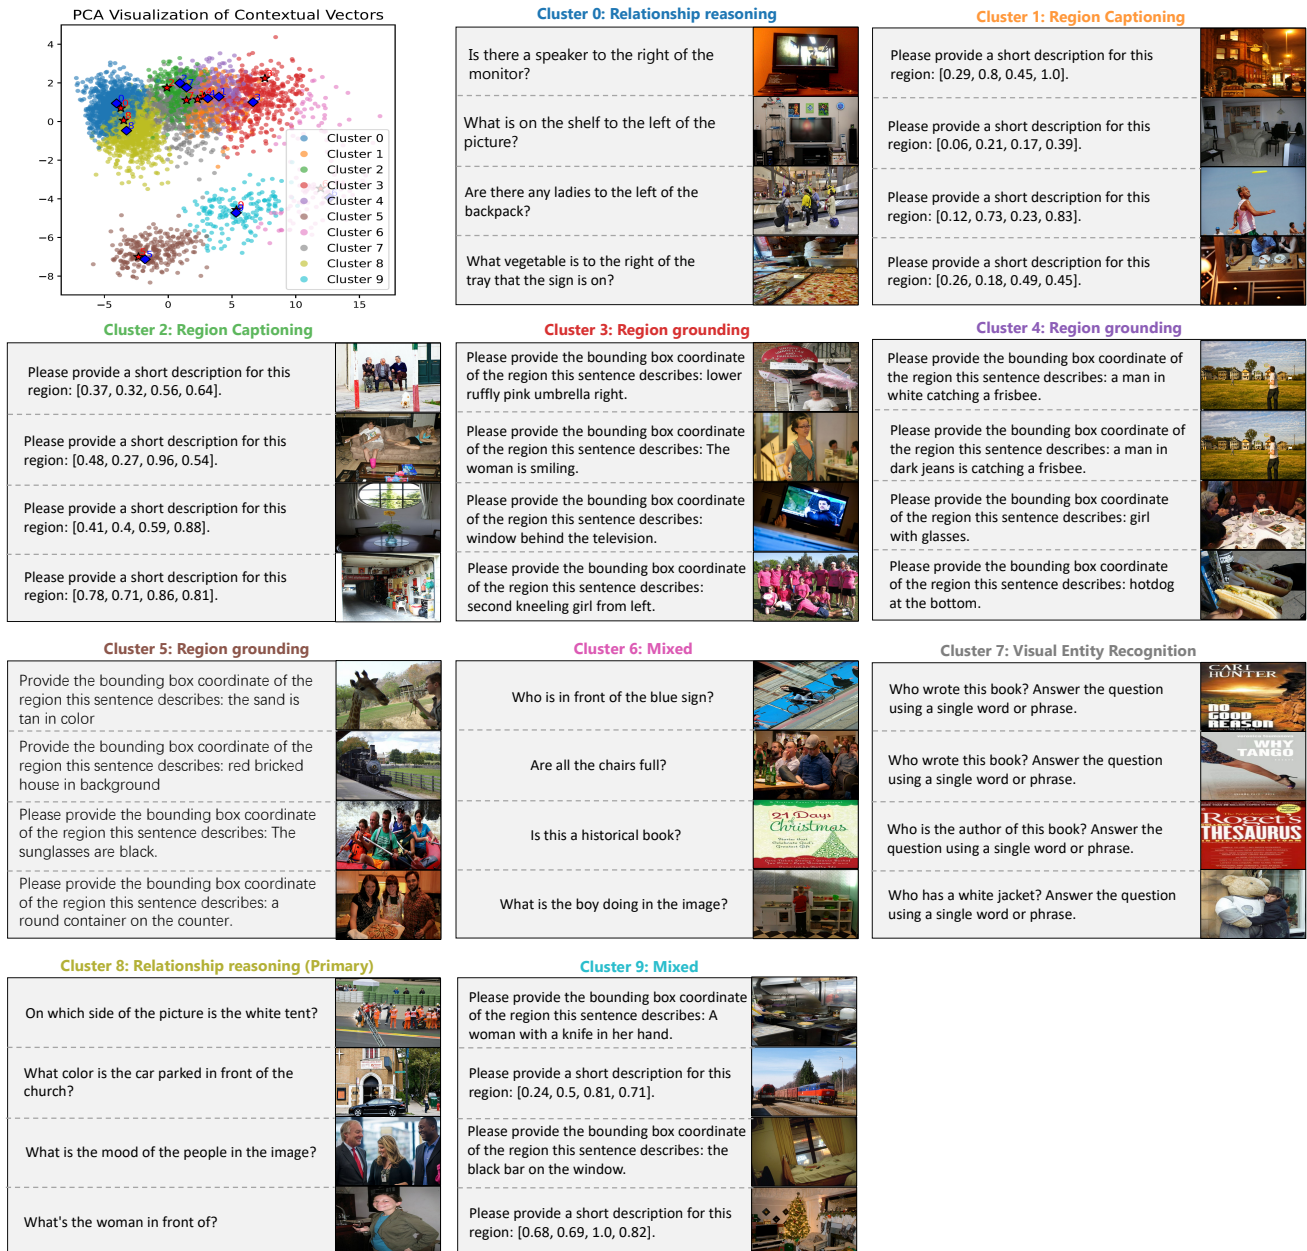 PCA Visualization of Contextual Vectors
4
2
0
−2
−4
−6
−8
−5
0
5
10
15
Cluster 0
Cluster 1
Cluster 2
Cluster 3
Cluster 4
Cluster 5
Cluster 6
Cluster 7
Cluster 8
Cluster 9
Cluster 0: Relationship reasoning
Is there a speaker to the right of the
monitor?
What is on the shelf to the left of the
picture?
Are there any ladies to the left of the
backpack?
What vegetable is to the right of the
tray that the sign is on?
Cluster 1: Region Captioning
Please provide a short description for this
region: [0.29, 0.8, 0.45, 1.0].
Please provide a short description for this
region: [0.06, 0.21, 0.17, 0.39].
Please provide a short description for this
region: [0.12, 0.73, 0.23, 0.83].
Please provide a short description for this
region: [0.26, 0.18, 0.49, 0.45].
Cluster 2: Region Captioning
Please provide a short description for this
region: [0.37, 0.32, 0.56, 0.64].
Please provide a short description for this
region: [0.48, 0.27, 0.96, 0.54].
Please provide a short description for this
region: [0.41, 0.4, 0.59, 0.88].
Please provide a short description for this
region: [0.78, 0.71, 0.86, 0.81].
Cluster 3: Region grounding
Please provide the bounding box coordinate
of the region this sentence describes: lower
ruffly pink umbrella right.
Please provide the bounding box coordinate
of the region this sentence describes: The
woman is smiling.
Please provide the bounding box coordinate
of the region this sentence describes:
window behind the television.
Please provide the bounding box coordinate
of the region this sentence describes:
second kneeling girl from left.
Cluster 4: Region grounding
Please provide the bounding box coordinate of
the region this sentence describes: a man in
white catching a frisbee.
Please provide the bounding box coordinate of
the region this sentence describes: a man in
dark jeans is catching a frisbee.
Please provide the bounding box coordinate
of the region this sentence describes: girl
with glasses.
Please provide the bounding box coordinate
of the region this sentence describes: hotdog
at the bottom.
Cluster 5: Region grounding
Provide the bounding box coordinate of the
region this sentence describes: the sand is
tan in color
Provide the bounding box coordinate of the
region this sentence describes: red bricked
house in background
Please provide the bounding box coordinate
of the region this sentence describes: The
sunglasses are black.
Please provide the bounding box coordinate
of the region this sentence describes: a
round container on the counter.
Cluster 6: Mixed
Who is in front of the blue sign?
Are all the chairs full?
Is this a historical book?
21 Days
of
Christmas
What is the boy doing in the image?
Cluster 7: Visual Entity Recognition
Who wrote this book? Answer the question
using a single word or phrase.
CARI
HUNTER
NO
GOOD
REASON
Who wrote this book? Answer the question
using a single word or phrase.
WHY
TANGO
Who is the author of this book? Answer the
question using a single word or phrase.
Roget's
THESAURUS
Who has a white jacket? Answer the question
using a single word or phrase.
Cluster 8: Relationship reasoning (Primary)
On which side of the picture is the white tent?
What color is the car parked in front of the
church?
What is the mood of the people in the image?
What's the woman in front of?
Cluster 9: Mixed
Please provide the bounding box coordinate
of the region this sentence describes: A
woman with a knife in her hand.
Please provide a short description for this
region: [0.24, 0.5, 0.81, 0.71].
Please provide the bounding box coordinate
of the region this sentence describes: the
black bar on the window.
Please provide a short description for this
region: [0.68, 0.69, 1.0, 0.82].